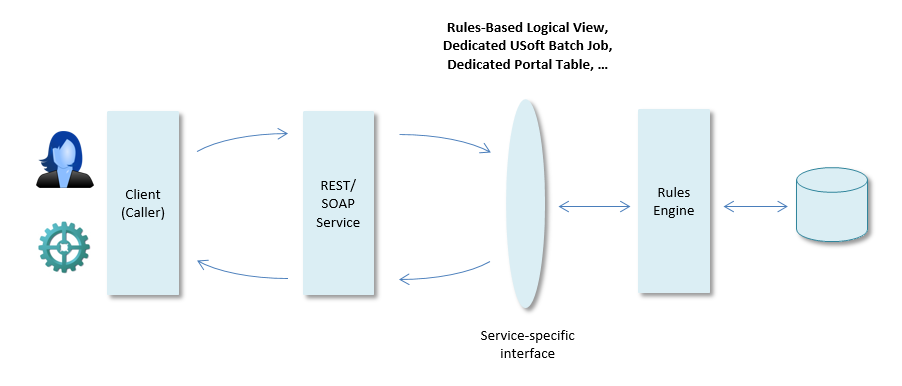 Rules-Based Logical View,
Dedicated USoft Batch Job,
Dedicated Portal Table, ...
Client
(Caller)
REST/
SOAP
Service
Rules
Engine
Service-specific
interface